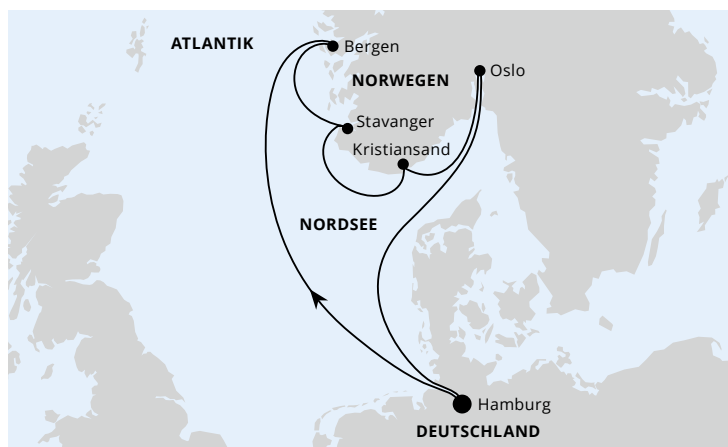 ATLANTIK
Bergen
Oslo
NORWEGEN
Stavanger
Kristiansand
NORDSEE
Hamburg
DEUTSCHLAND